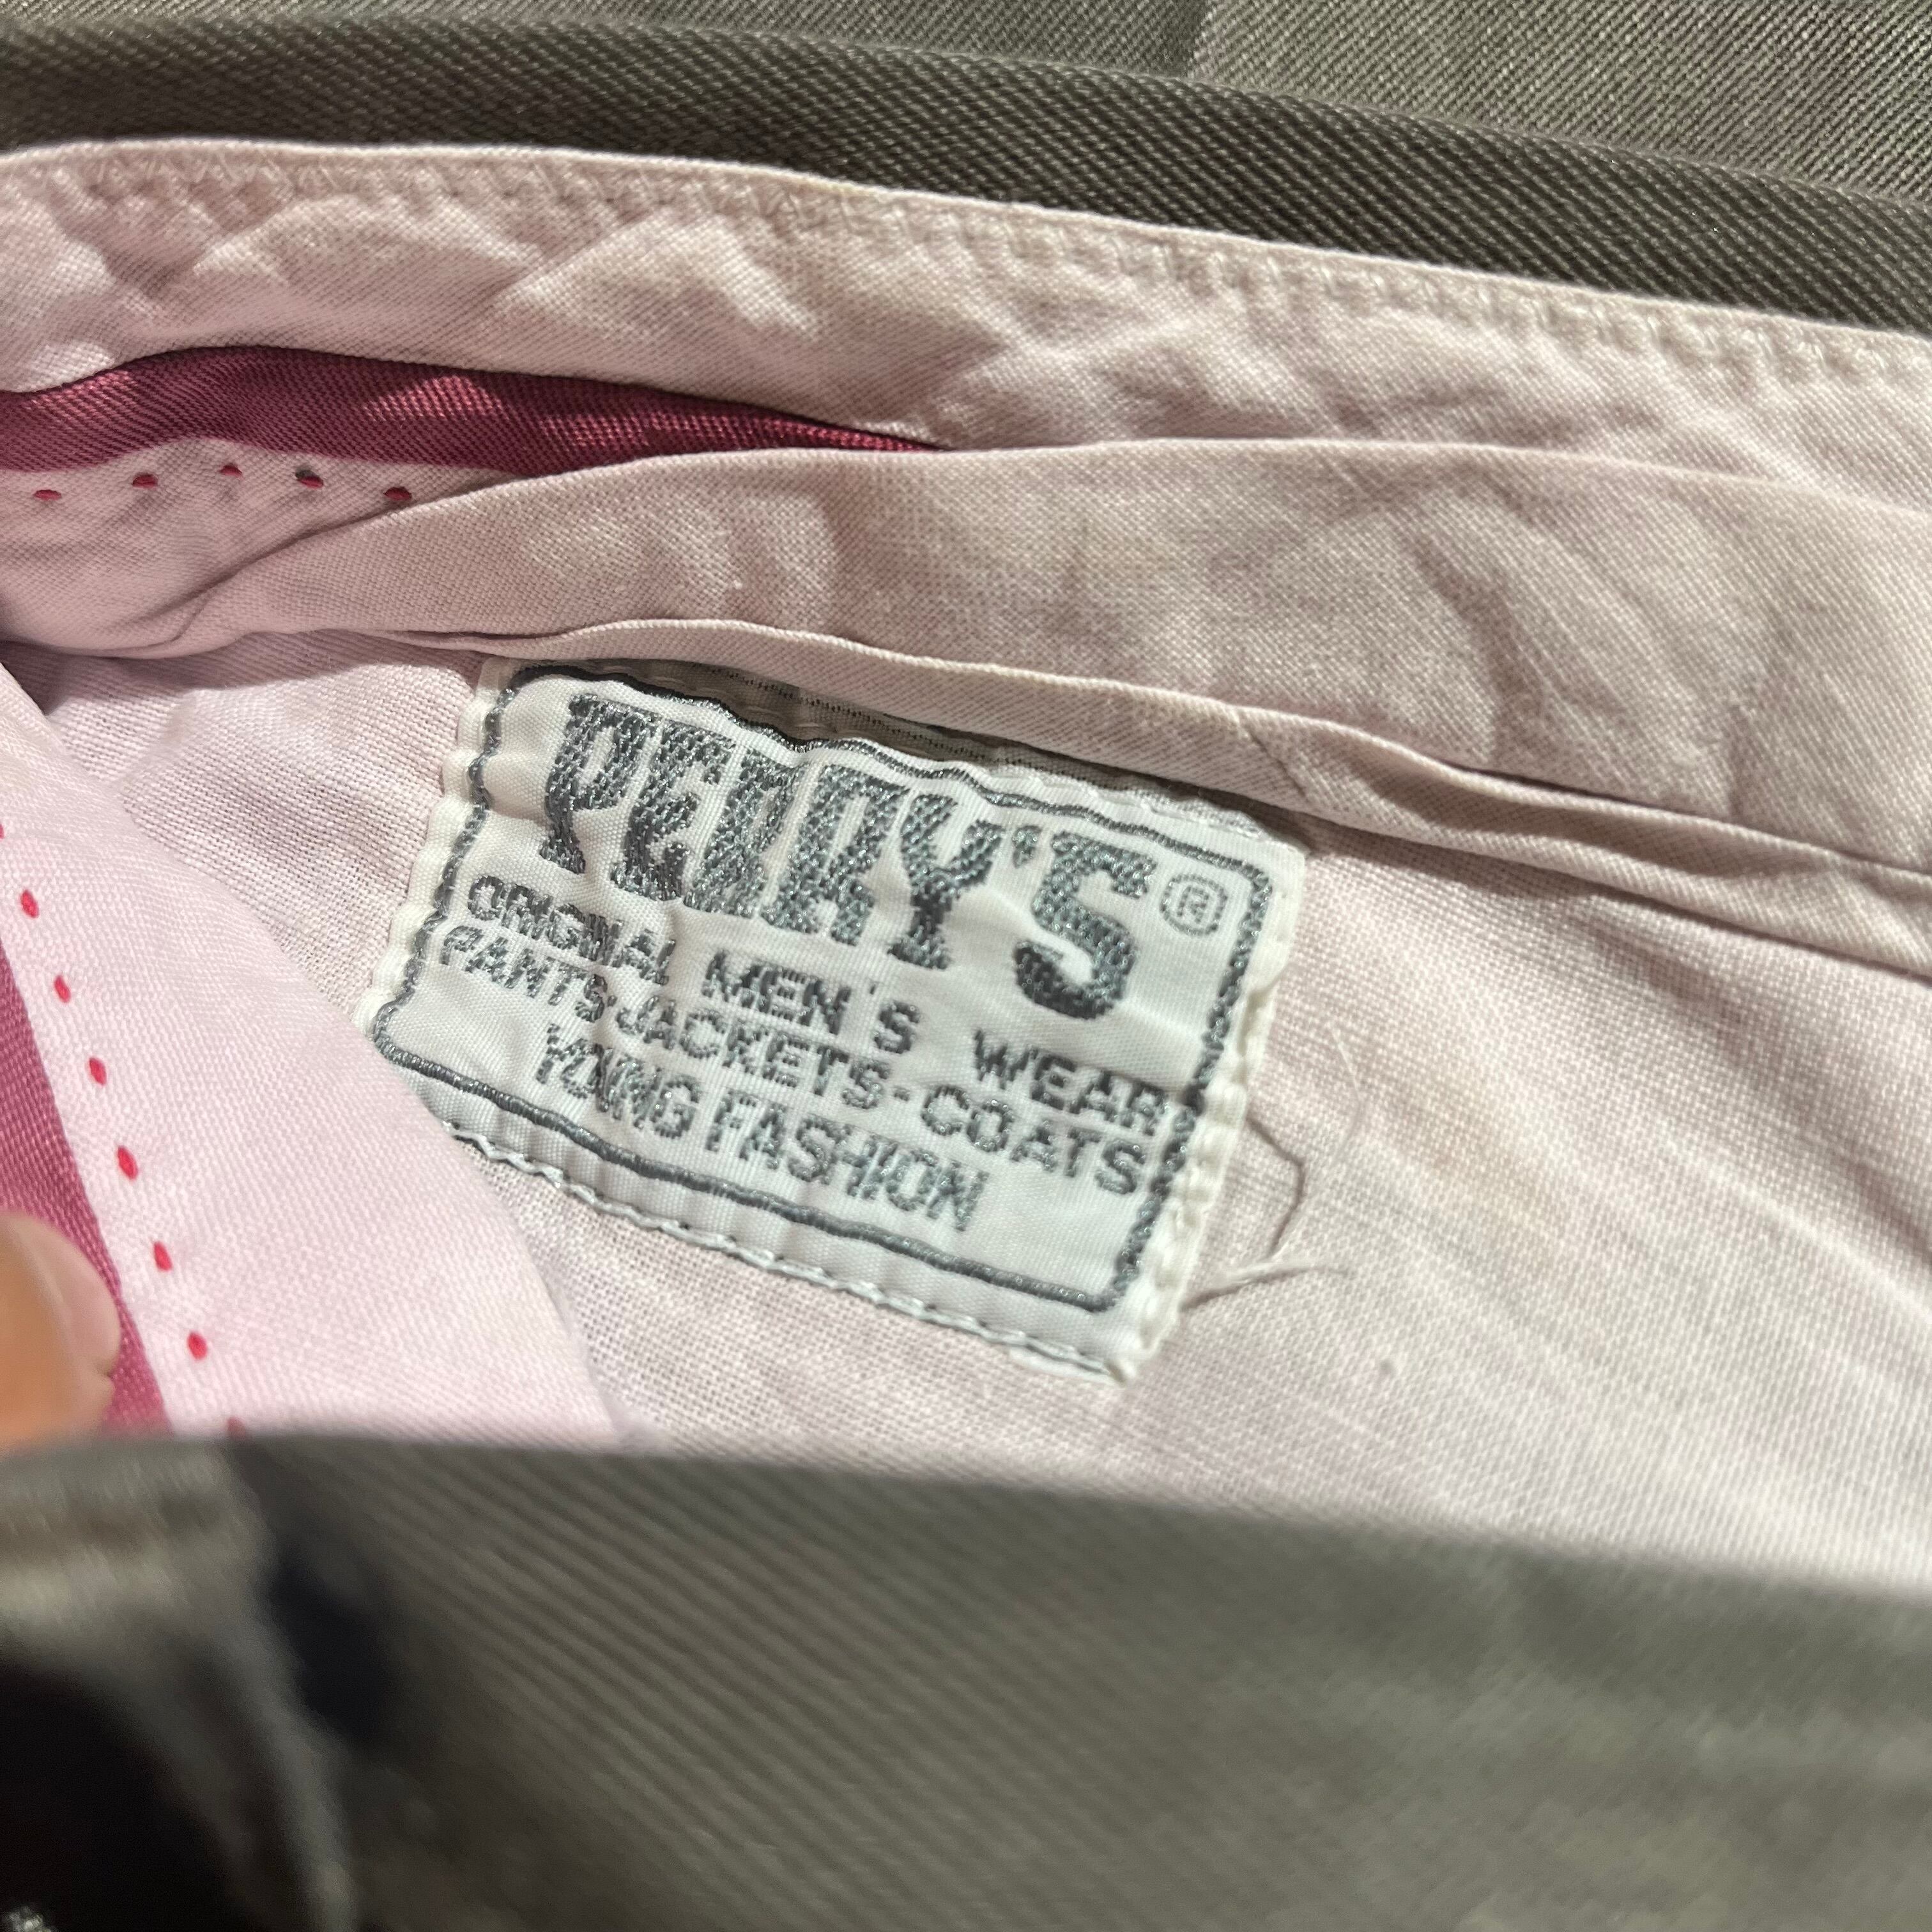 PERRY'S®
ORIGINAL MEN'S WEAR
PANTS·JACKETS-COATS
YOUNG FASHION